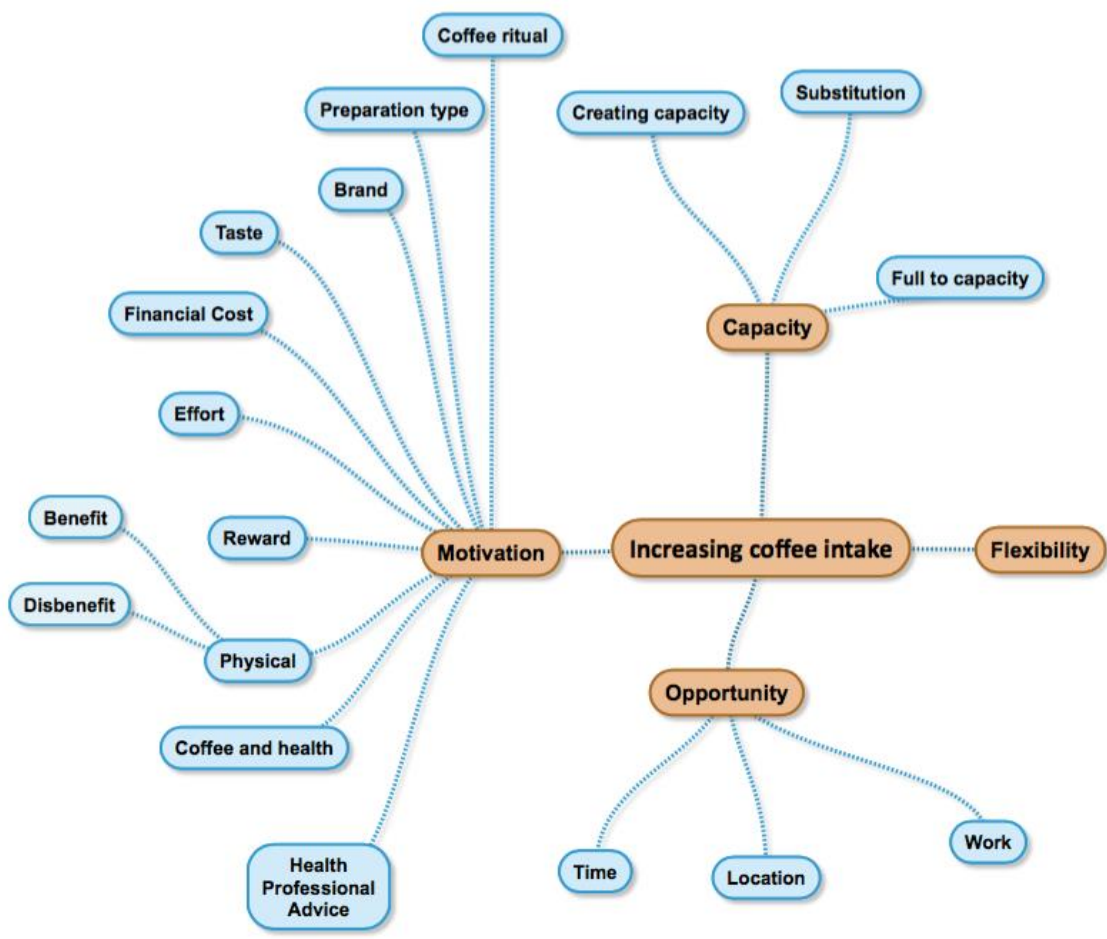 Coffee ritual
Substitution
Creating capacity
Preparation type
Brand
Taste
Full to capacity
Financial Cost
Capacity
Effort
Benefit
Reward
Motivation
Increasing coffee intake
Flexibility
Disbenefit
Physical
Opportunity
Coffee and health
Work
Time
Location
Health
Professional
Advice